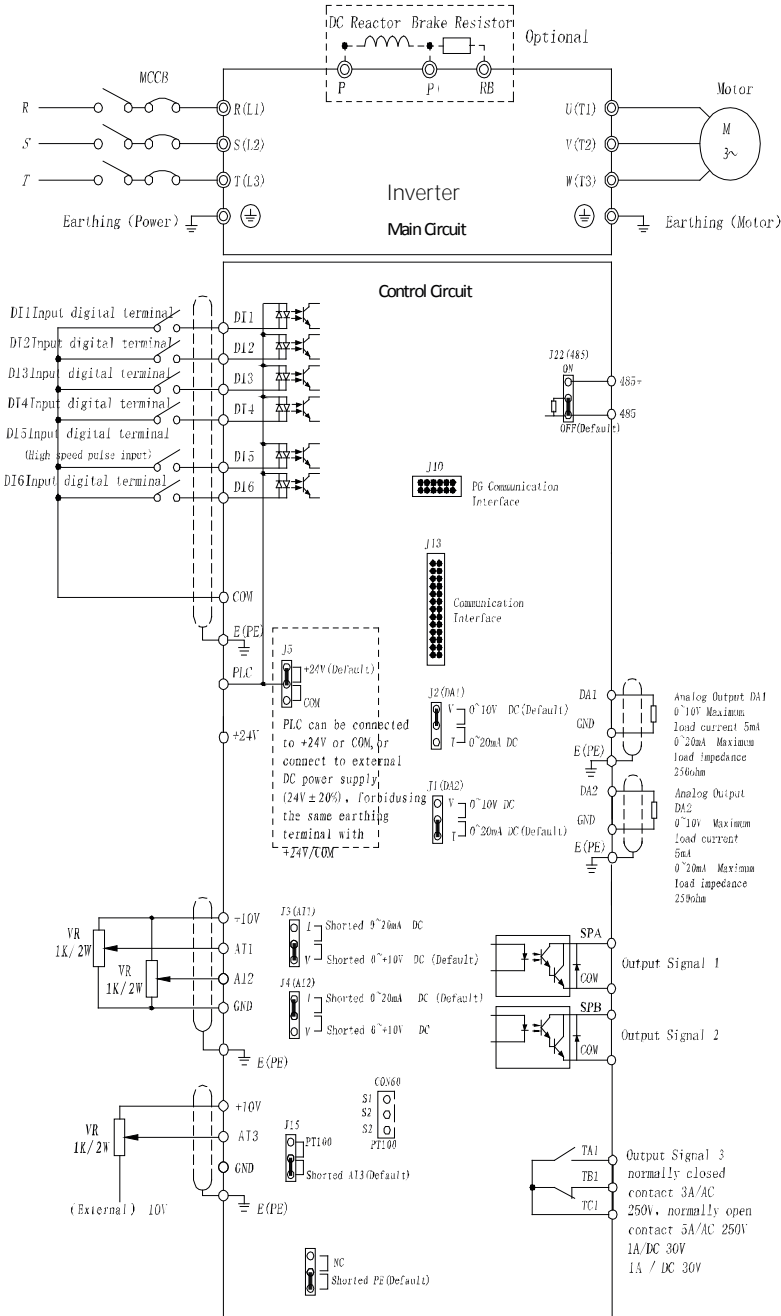 DC Reactor Brake Resistor
Optional
P
P(
RB
MCCB
Motor
R
R(L1)
U(T1)
S
S(L2)
V(T2)
M
3~
T
T(L3)
W(T3)
Inverter
Earthing (Power)
Main Circuit
Earthing (Motor)
Control Circuit
DI1Input digital terminal
DI1
DI2Input digital terminal
DI2
DI3Input digital terminal
DI3
DI4Input digital terminal
DI4
DI5Input digital terminal
(High speed pulse input)
DI5
DI6Input digital terminal
DI6
J22(485)
ON
485+
485
OFF(Default)
J10
PG Communication
Interface
J13
Communication
Interface
COM
E(PE)
PLC
+24V
J5
+24V(Default)
COM
PLC can be connected
to +24V or COM,or
connect to external
DC power supply
(24V±20%), forbidusing
the same earthing
terminal with
+24V/COM
J2(DA1)
V 0~10V DC(Default)
I 0~20mA DC
J1(DA2)
V 0~10V DC
I 0~20mA DC(Default)
DA1
GND
E(PE)
Analog Output DA1
0~10V Maximum
load current 5mA
0~20mA Maximum
load impedance
250ohm
DA2
GND
E(PE)
Analog Output
DA2
0~10V Maximum
load current
5mA
0~20mA Maximum
load impedance
250ohm
+10V
VR
1K/2W
AI1
VR
1K/2W
AI2
GND
E(PE)
J3(AI1)
I Shorted 0~20mA DC
V Shorted 0~+10V DC (Default)
J4(AI2)
I Shorted 0~20mA DC (Default)
V Shorted 0~+10V DC
SPA
COM
Output Signal 1
SPB
COM
Output Signal 2
+10V
VR
1K/2W
AI3
GND
(External) 10V
E(PE)
J15
PT100
Shorted AI3(Default)
CON60
S1
S2
S2
PT100
TA1
TB1
TC1
Output Signal 3
normally closed
contact 3A/AC
250V, normally open
contact 5A/AC 250V
1A/DC 30V
1A / DC 30V
NC
Shorted PE(Default)